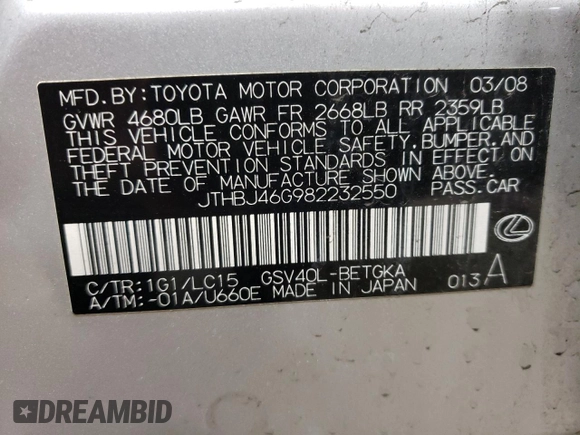 MFD. BY: TOYOTA MOTOR CORPORATION 03/08
GVWR 4680LB GAWR FR 2668LB RR 2359LB
THIS VEHICLE CONFORMS TO ALL APPLICABLE
FEDERAL MOTOR VEHICLE SAFETY, BUMPER, AND
THEFT PREVENTION STANDARDS IN EFFECT ON
THE DATE OF MANUFACTURE SHOWN ABOVE.
JTHBJ46G982232550 PASS. CAR
C/TR: 1G1/LC15 GSV40L-BETGKA
A/TM: -01A/U660E MADE IN JAPAN 013 A
DREAMBID